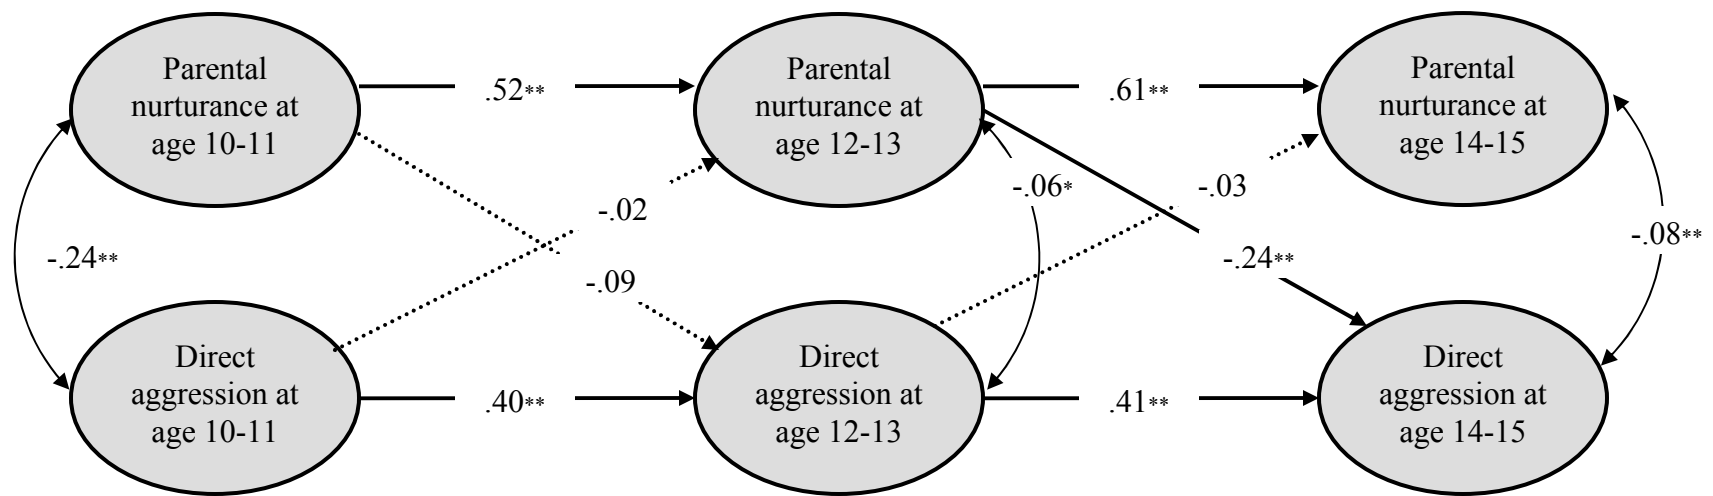 Parental
nurturance at
age 10-11
.52**
Parental
nurturance at
age 12-13
.61**
Parental
nurturance at
age 14-15
-.24**
-.02
-.09
-.06*
-.03
-.24**
-.08**
Direct
aggression at
age 10-11
.40**
Direct
aggression at
age 12-13
.41**
Direct
aggression at
age 14-15